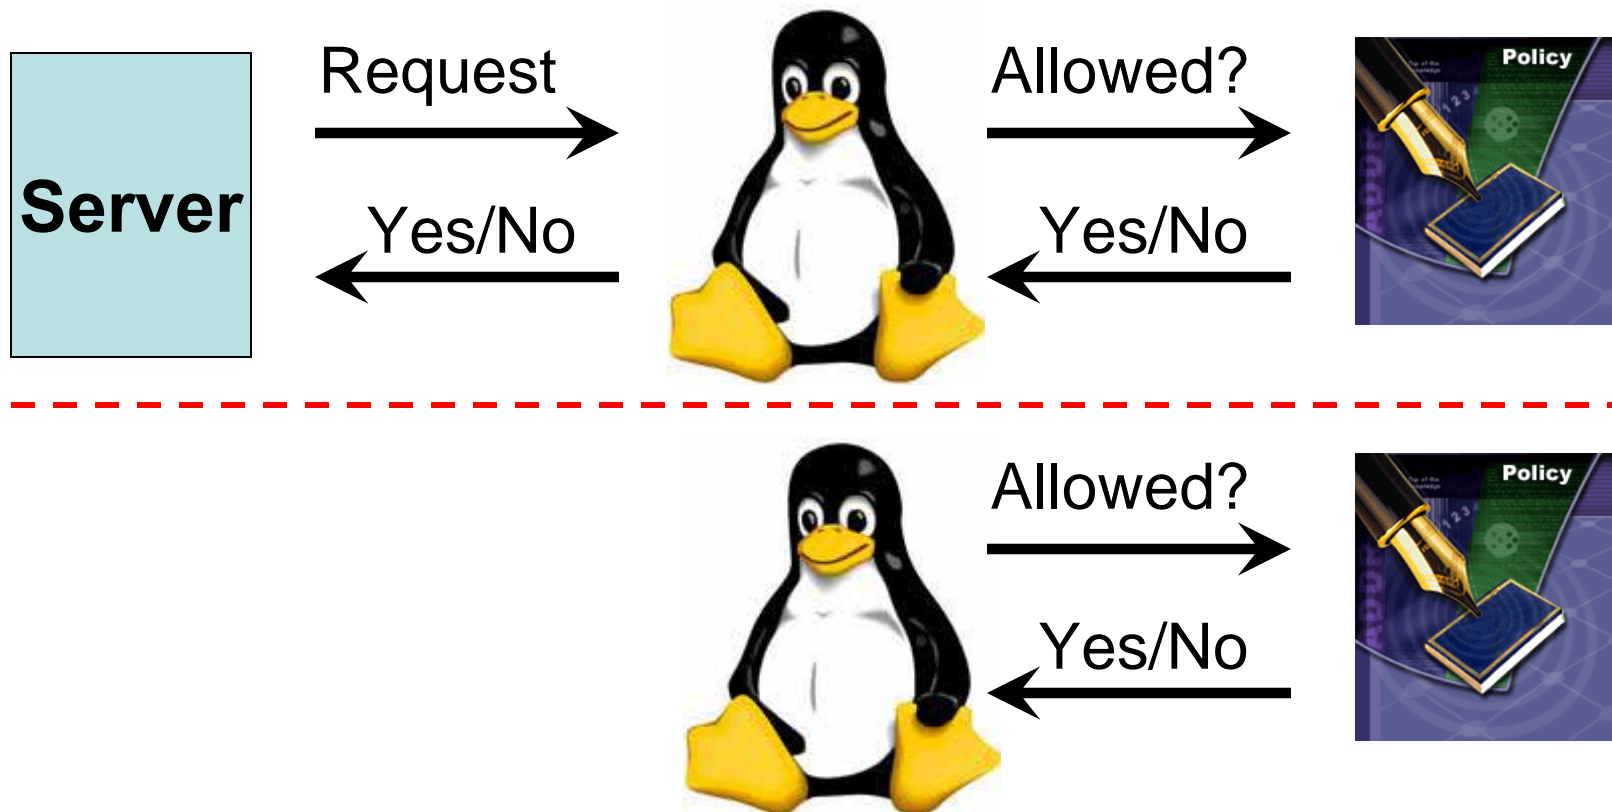 Request
Allowed?
Policy
Server
Yes/No
Yes/No
Allowed?
Policy
Yes/No